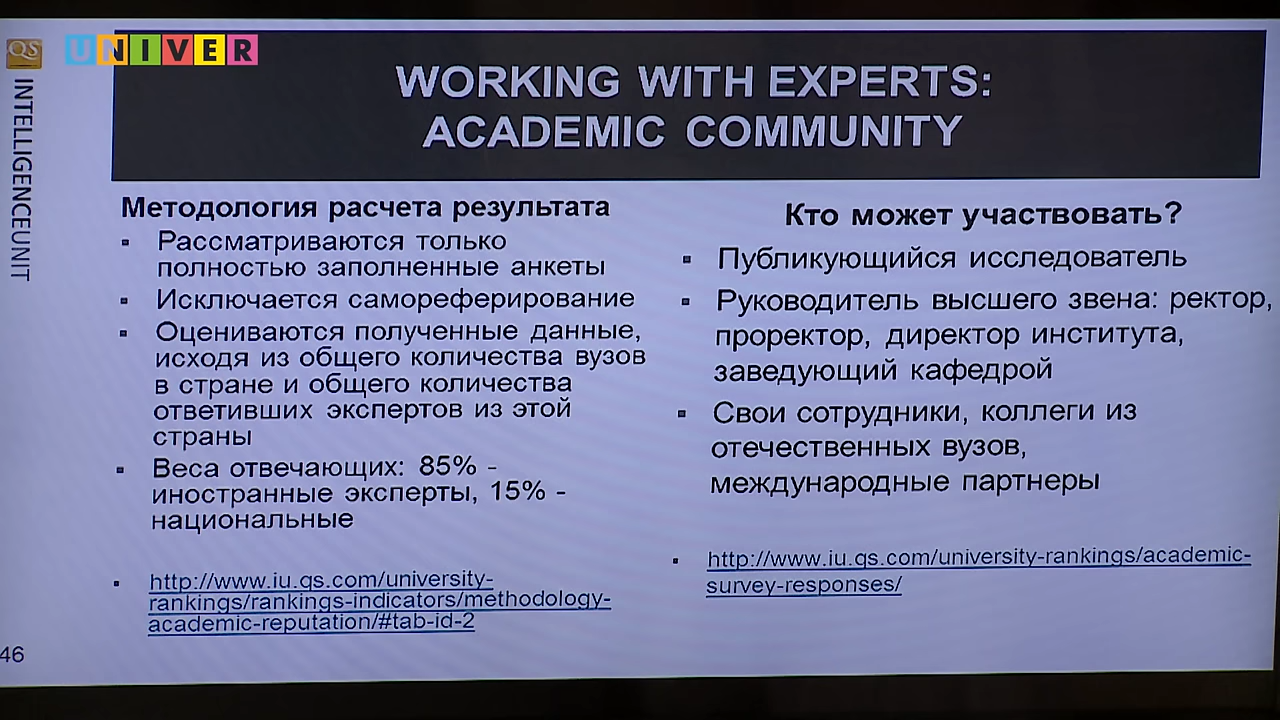 QS
INTELLIGENCEUNIT
UNIVER
WORKING WITH EXPERTS:
ACADEMIC COMMUNITY
Методология расчета результата
Рассматриваются только
полностью заполненные анкеты
Исключается самореферирование
Оцениваются полученные данные,
исходя из общего количества вузов
в стране и общего количества
ответивших экспертов из этой
страны
Веса отвечающих: 85% -
иностранные эксперты, 15% -
национальные
http://www.iu.qs.com/university-
rankings/rankings-indicators/methodology-
academic-reputation/#tab-id-2
Кто может участвовать?
Публикующийся исследователь
Руководитель высшего звена: ректор,
проректор, директор института,
заведующий кафедрой
Свои сотрудники, коллеги из
отечественных вузов,
международные партнеры
http://www.iu.qs.com/university-rankings/academic-
survey-responses/
46